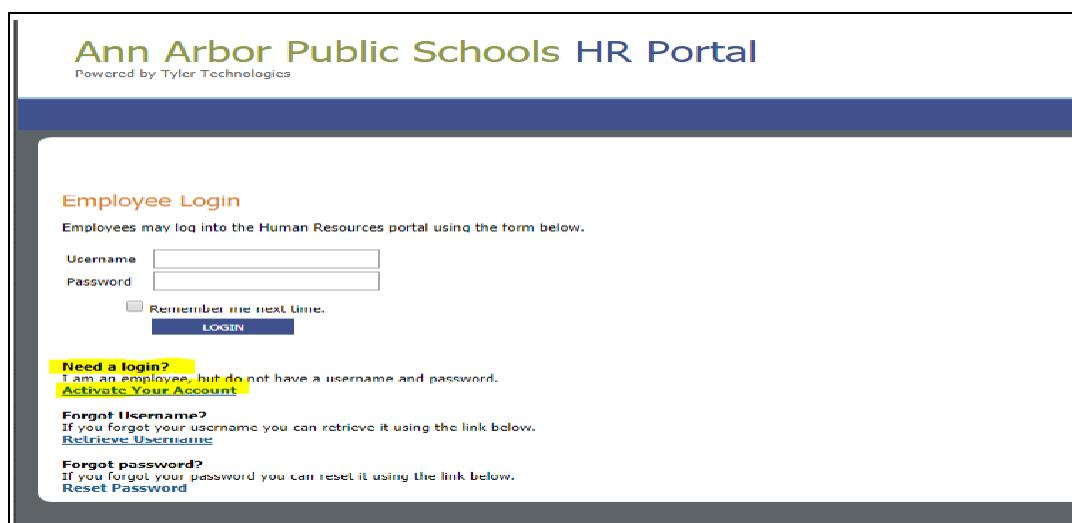 Ann Arbor Public Schools HR Portal
Powered by Tyler Technologies
Employee Login
Employees may log into the Human Resources portal using the form below.
Username
Password
Remember me next time.
LOGIN
Need a login?
I am an employee, but do not have a username and password.
Activate Your Account
Forgot Username?
If you forgot your username you can retrieve it using the link below.
Retrieve Username
Forgot password?
If you forgot your password you can reset it using the link below.
Reset Password